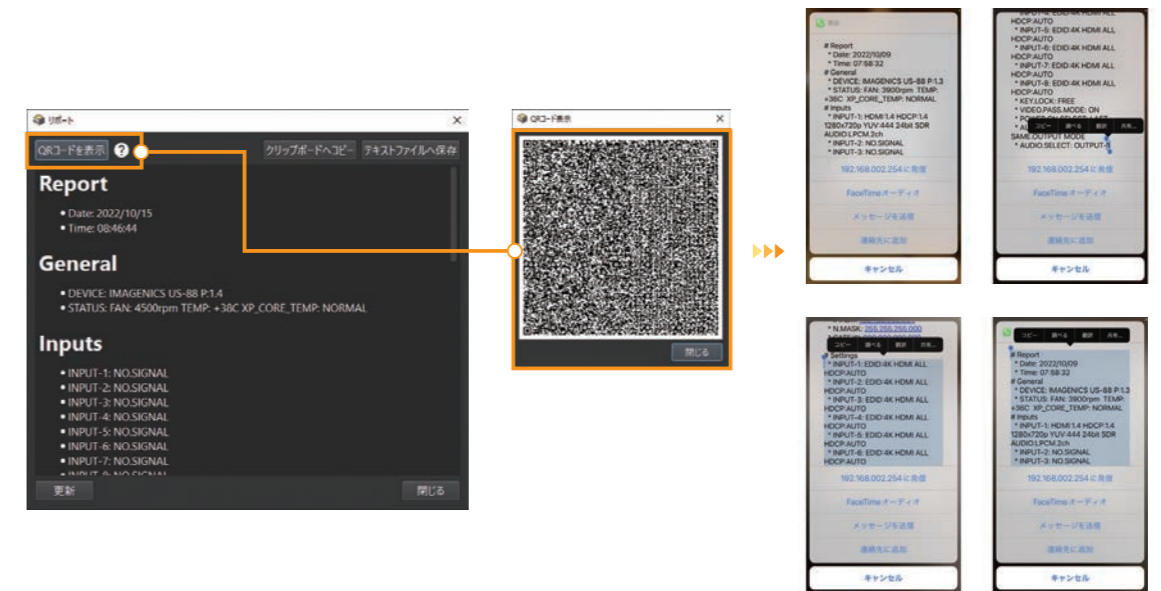 リポート
QRコードを表示
?
クリップボードへコピー
テキストファイルへ保存
Report
• Date: 2022/10/15
• Time: 08:46:44
General
• DEVICE: IMAGENICS US-88 P:1.4
• STATUS: FAN: 4500rpm TEMP: +38C XP_CORE_TEMP: NORMAL
Inputs
• INPUT-1: NO.SIGNAL
• INPUT-2: NO.SIGNAL
• INPUT-3: NO.SIGNAL
• INPUT-4: NO.SIGNAL
• INPUT-5: NO.SIGNAL
• INPUT-6: NO.SIGNAL
• INPUT-7: NO.SIGNAL
更新
閉じる
QRコード表示
閉じる
# Report
* Date: 2022/10/09
* Time: 07:58:32
# General
* DEVICE: IMAGENICS US-88 P:1.3
* STATUS: FAN: 3900rpm TEMP:
+36C XP_CORE_TEMP: NORMAL
# Inputs
* INPUT-1: HDMI:1.4 HDCP:1.4
1280x720p YUV:444 24bit SDR
AUDIO:LPCM.2ch
* INPUT-2: NO.SIGNAL
* INPUT-3: NO.SIGNAL
192.168.002.254 に発信
FaceTime オーディオ
メッセージを送信
連絡先に追加
キャンセル
HDCP:AUTO
* INPUT-5: EDID:4K HDMI ALL
HDCP:AUTO
* INPUT-6: EDID:4K HDMI ALL
HDCP:AUTO
* INPUT-7: EDID:4K HDMI ALL
HDCP:AUTO
* INPUT-8: EDID:4K HDMI ALL
HDCP:AUTO
* KEY.LOCK: FREE
* VIDEO.PASS.MODE: ON
コピー 調べる 翻訳 共有...
SAME.OUTPUT MODE
* AUDIO.SELECT: OUTPUT-
192.168.002.254 に発信
FaceTime オーディオ
メッセージを送信
連絡先に追加
キャンセル
* N.MASK: 255.255.255.000
コピー 調べる 翻訳 共有...
# Settings
* INPUT-1: EDID:4K HDMI ALL
HDCP:AUTO
* INPUT-2: EDID:4K HDMI ALL
HDCP:AUTO
* INPUT-3: EDID:4K HDMI ALL
HDCP:AUTO
* INPUT-4: EDID:4K HDMI ALL
HDCP:AUTO
* INPUT-5: EDID:4K HDMI ALL
HDCP:AUTO
* INPUT-6: EDID:4K HDMI ALL
HDCP:AUTO
192.168.002.254 に発信
FaceTime オーディオ
メッセージを送信
連絡先に追加
キャンセル
コピー 調べる 翻訳 共有...
# Report
* Date: 2022/10/09
* Time: 07:58:32
# General
* DEVICE: IMAGENICS US-88 P:1.3
* STATUS: FAN: 3900rpm TEMP:
+36C XP_CORE_TEMP: NORMAL
# Inputs
* INPUT-1: HDMI:1.4 HDCP:1.4
1280x720p YUV:444 24bit SDR
AUDIO:LPCM.2ch
* INPUT-2: NO.SIGNAL
* INPUT-3: NO.SIGNAL
192.168.002.254 に発信
FaceTime オーディオ
メッセージを送信
連絡先に追加
キャンセル